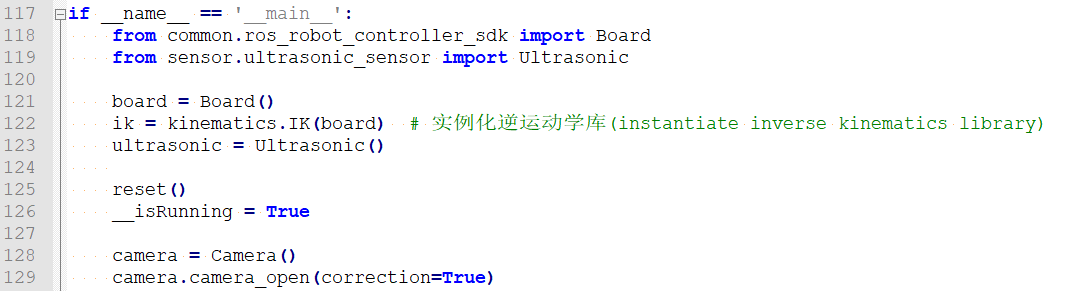 117 if __name__ == '__main__':
118     from common.ros_robot_controller_sdk import Board
119     from sensor.ultrasonic_sensor import Ultrasonic
120
121     board = Board()
122     ik = kinematics.IK(board)  # 实例化逆运动学库(instantiate inverse kinematics library)
123     ultrasonic = Ultrasonic()
124
125     reset()
126     __isRunning = True
127
128     camera = Camera()
129     camera.camera_open(correction=True)